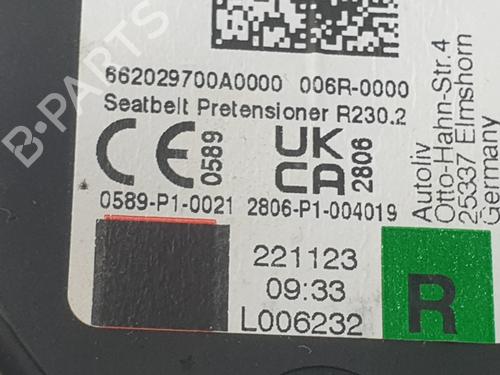 662029700A0000 006R-0000
Seatbelt Pretensioner R230.2
CE 0589
UK CA 2806
0589-P1-0021 2806-P1-004019
221123
09:33
L006232
R
Autoliv
Otto-Hahn-Str.4
25337 Elmshorn
Germany
B-PARTS